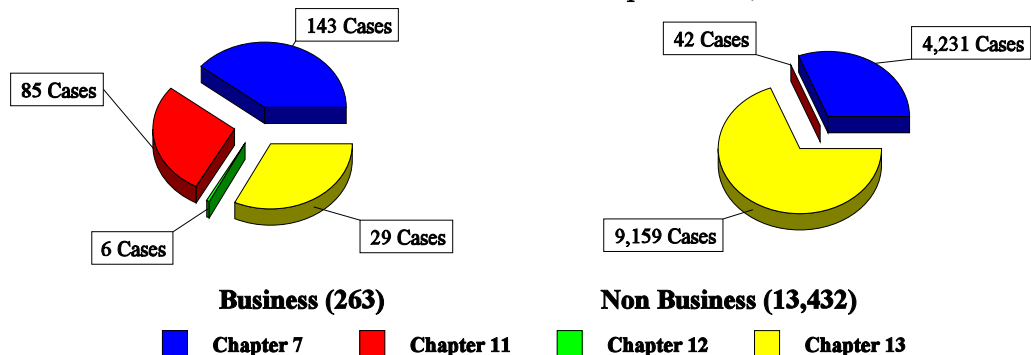 143 Cases
85 Cases
6 Cases
29 Cases
42 Cases
4,231 Cases
9,159 Cases
Business (263)
Non Business (13,432)
Chapter 7
Chapter 11
Chapter 12
Chapter 13